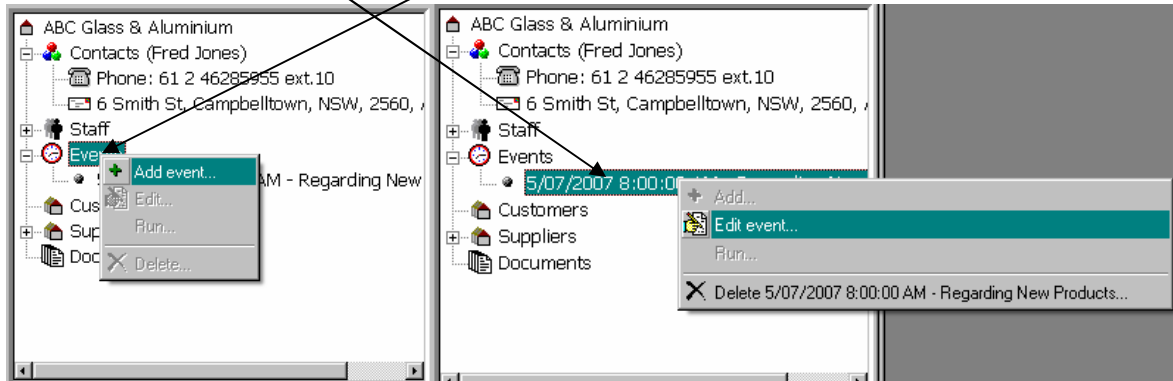 ABC Glass & Aluminium
Contacts (Fred Jones)
Phone: 61 2 46285955 ext.10
6 Smith St, Campbelltown, NSW, 2560,
Staff
Add event...
AM - Regarding New
Edit...
Run...
Delete...
ABC Glass & Aluminium
Contacts (Fred Jones)
Phone: 61 2 46285955 ext.10
6 Smith St, Campbelltown, NSW, 2560,
Staff
Events
5/07/2007 8:00:0
Customers
Suppliers
Documents
Add...
Edit event...
Run...
Delete 5/07/2007 8:00:00 AM - Regarding New Products...